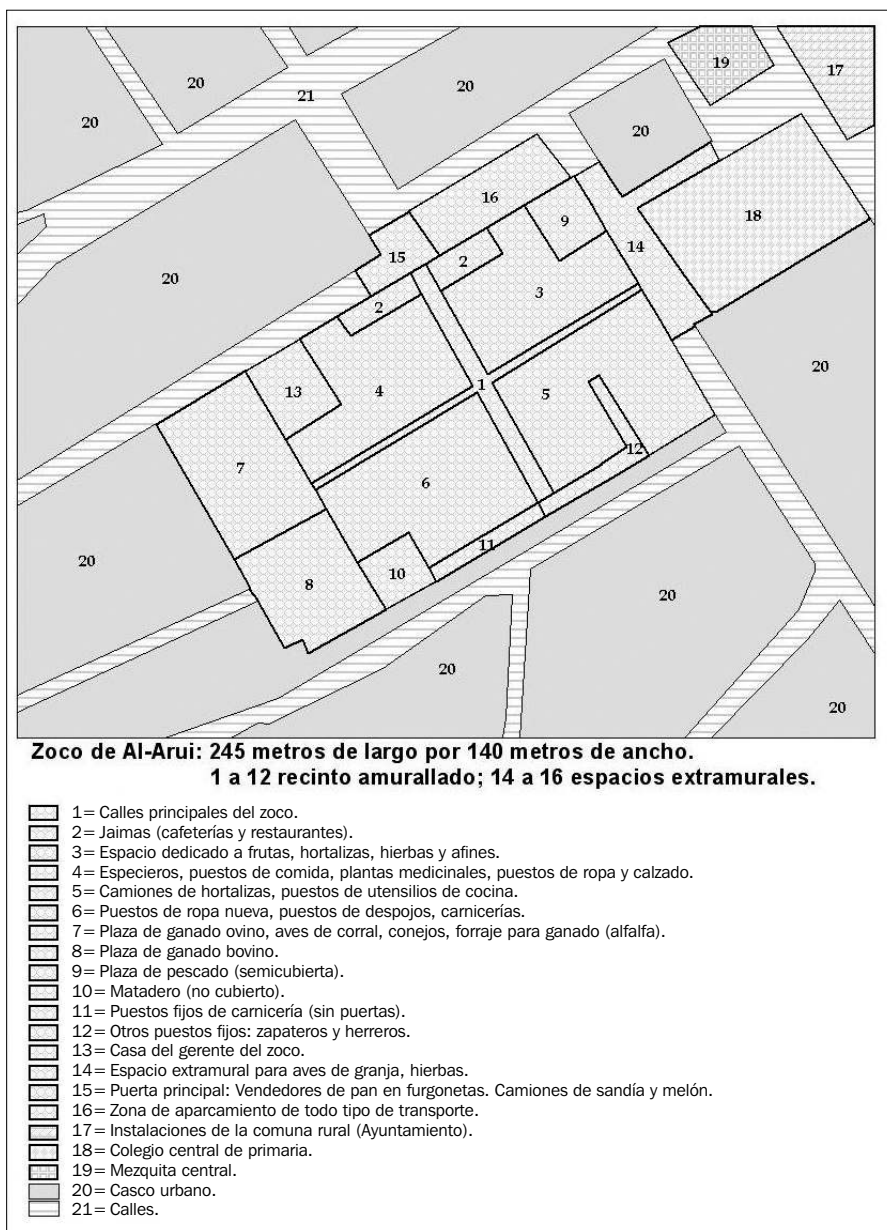 19
17
20
20
21
20
20
16
18
9
15
14
2
20
3
2
20
13
4
1
5
7
6
12
11
20
8
10
20
20
20
Zoco de Al-Arui: 245 metros de largo por 140 metros de ancho.
1 a 12 recinto amurallado; 14 a 16 espacios extramurales.
1= Calles principales del zoco.
2= Jaimas (cafeterías y restaurantes).
3= Espacio dedicado a frutas, hortalizas, hierbas y afines.
4= Especieros, puestos de comida, plantas medicinales, puestos de ropa y calzado.
5= Camiones de hortalizas, puestos de utensilios de cocina.
6= Puestos de ropa nueva, puestos de despojos, carnicerías.
7= Plaza de ganado ovino, aves de corral, conejos, forraje para ganado (alfalfa).
8= Plaza de ganado bovino.
9= Plaza de pescado (semicubierta).
10= Matadero (no cubierto).
11= Puestos fijos de carnicería (sin puertas).
12= Otros puestos fijos: zapateros y herreros.
13= Casa del gerente del zoco.
14= Espacio extramural para aves de granja, hierbas.
15= Puerta principal: Vendedores de pan en furgonetas. Camiones de sandía y melón.
16= Zona de aparcamiento de todo tipo de transporte.
17= Instalaciones de la comuna rural (Ayuntamiento).
18= Colegio central de primaria.
19= Mezquita central.
20= Casco urbano.
21= Calles.